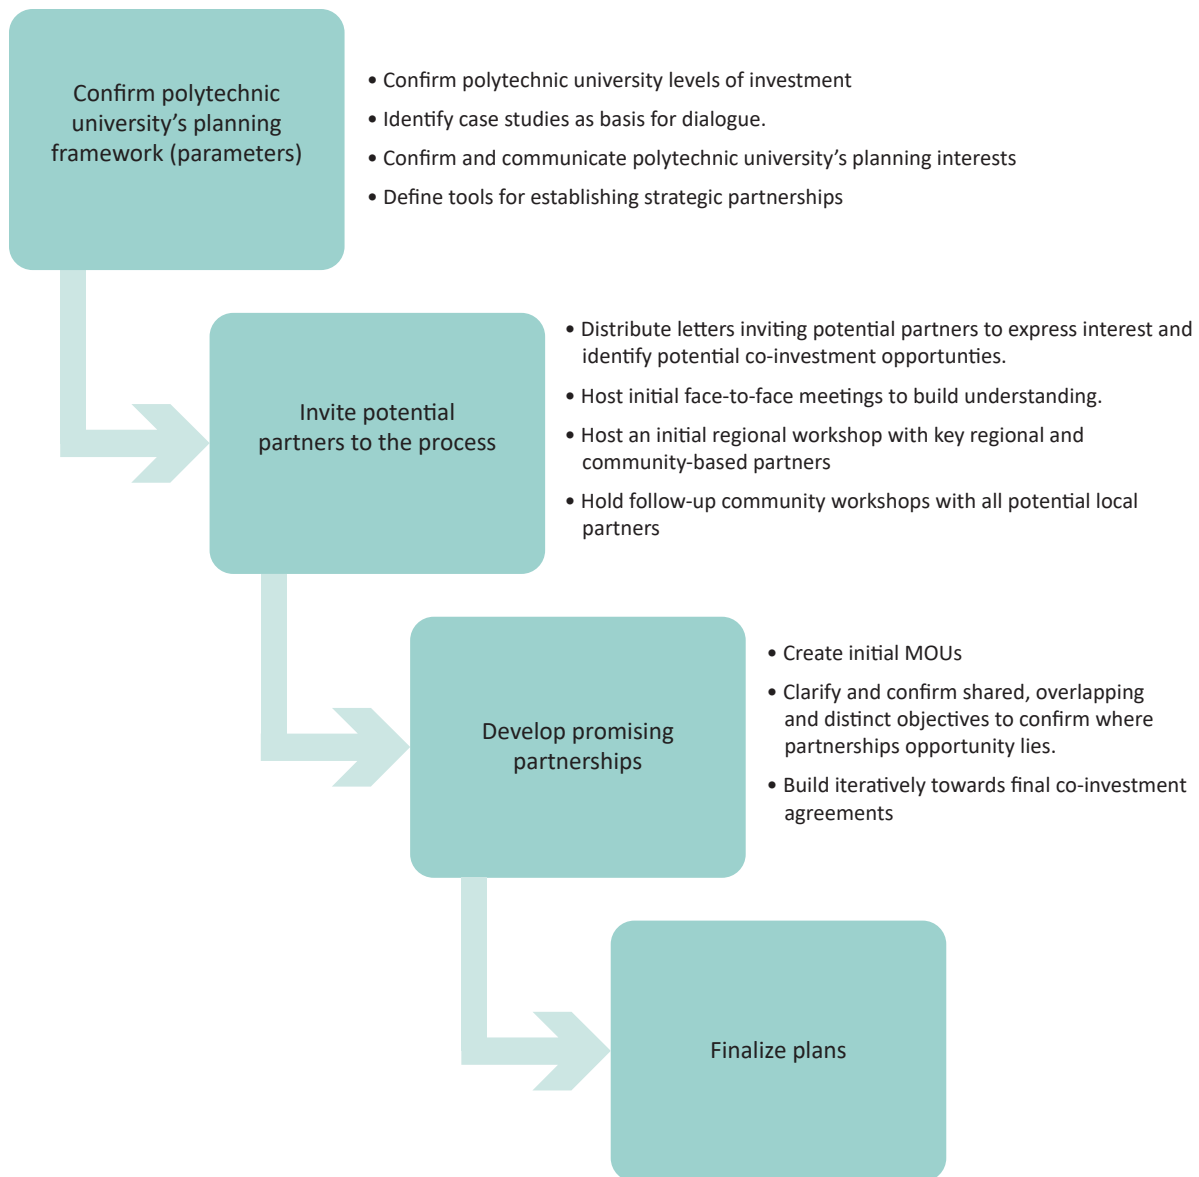 Confirm polytechnic
university's planning
framework (parameters)
• Confirm polytechnic university levels of investment
• Identify case studies as basis for dialogue.
• Confirm and communicate polytechnic university's planning interests
• Define tools for establishing strategic partnerships
Invite potential
partners to the process
• Distribute letters inviting potential partners to express interest and
identify potential co-investment opportunties.
• Host initial face-to-face meetings to build understanding.
• Host an initial regional workshop with key regional and
community-based partners
• Hold follow-up community workshops with all potential local
partners
Develop promising
partnerships
• Create initial MOUs
• Clarify and confirm shared, overlapping
and distinct objectives to confirm where
partnerships opportunity lies.
• Build iteratively towards final co-investment
agreements
Finalize plans